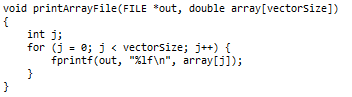 void printArrayFile(FILE *out, double array[vectorSize])
{
    int j;
    for (j = 0; j < vectorSize; j++) {
        fprintf(out, "%lf\n", array[j]);
    }
}